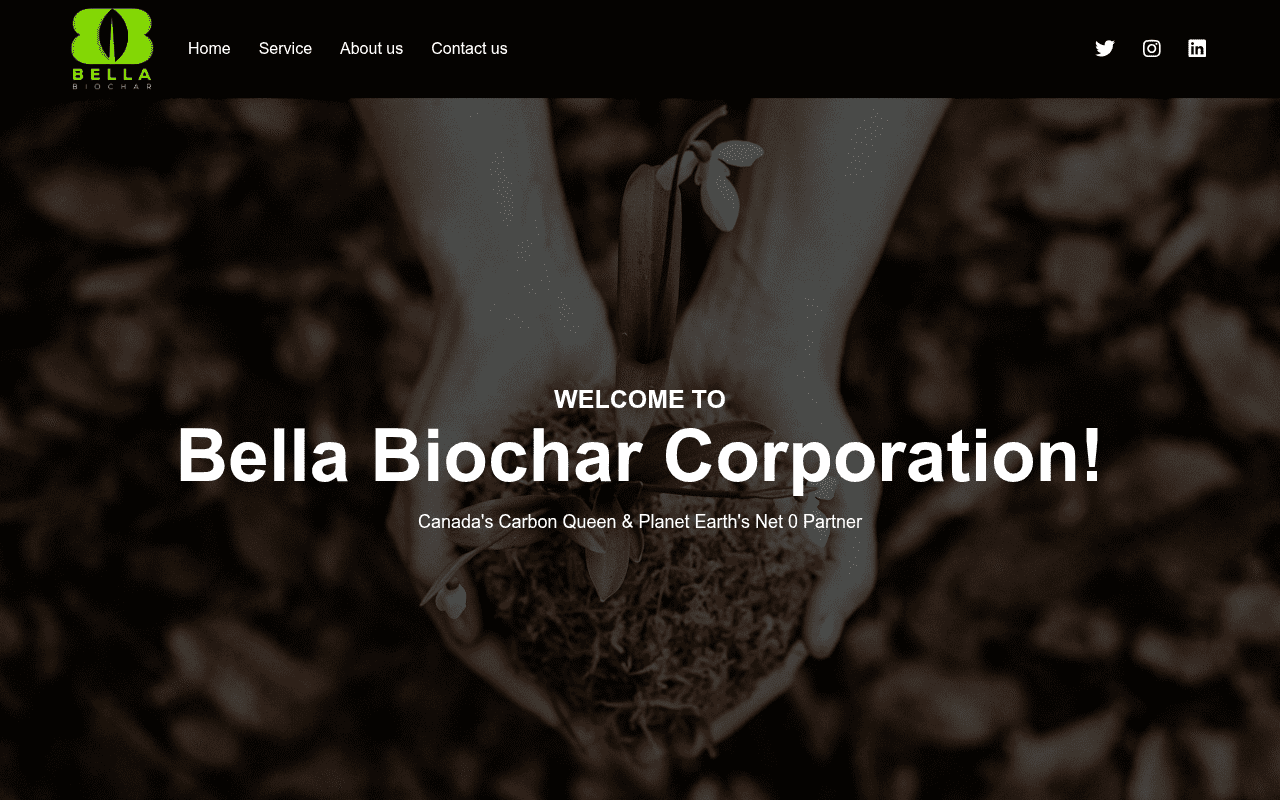 BELLA
BIOCHAR
Home
Service
About us
Contact us
WELCOME TO
Bella Biochar Corporation!
Canada's Carbon Queen & Planet Earth's Net 0 Partner